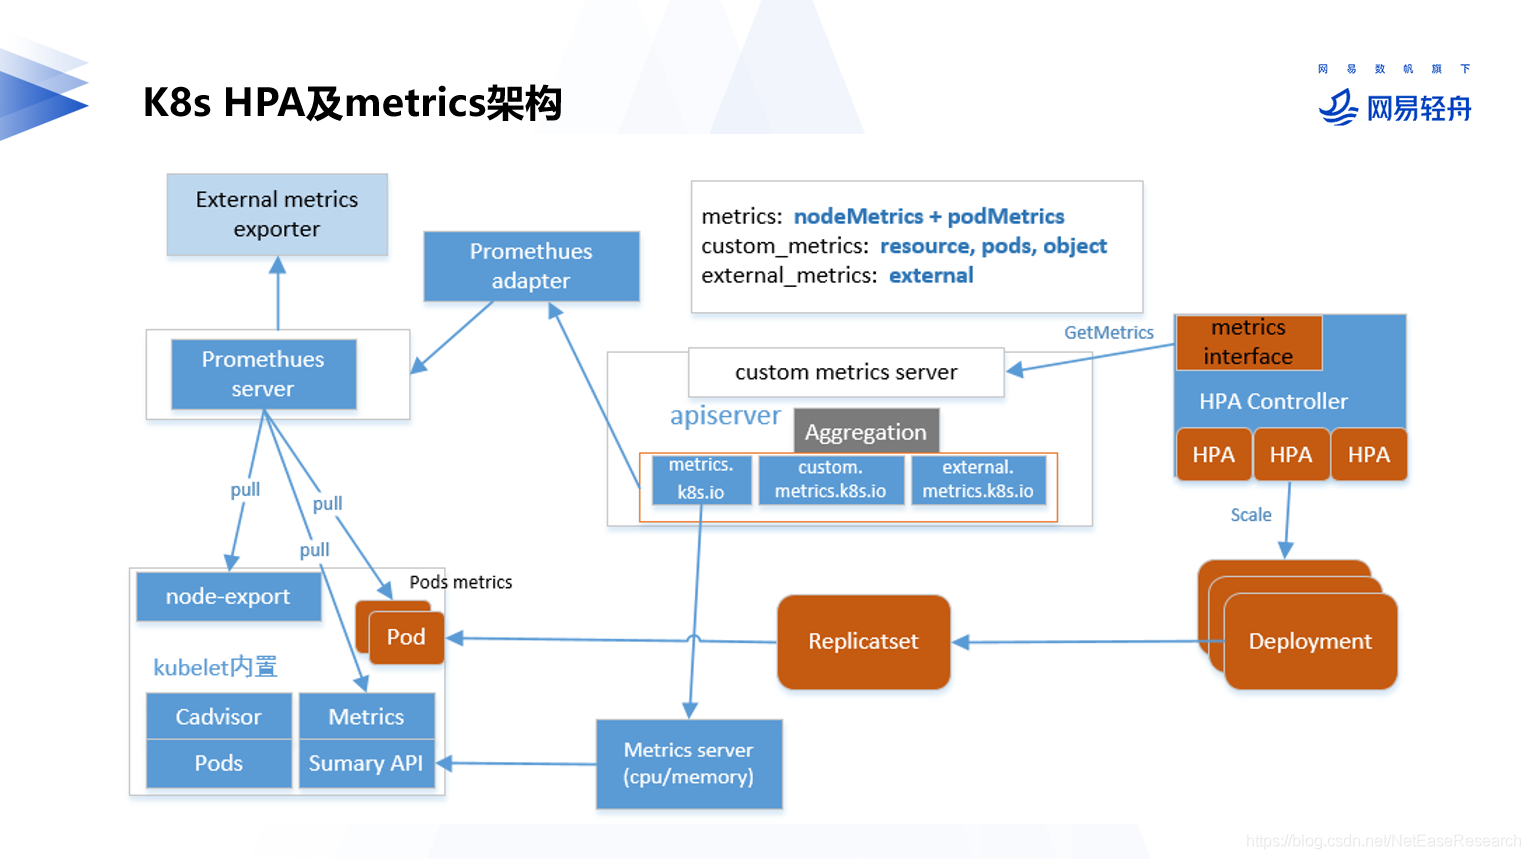 K8s HPA及metrics架构
网易数帆旗下
网易轻舟
External metrics
exporter
Promethues
adapter
metrics: nodeMetrics + podMetrics
custom_metrics: resource, pods, object
external_metrics: external
Promethues
server
GetMetrics
metrics
interface
HPA Controller
HPA
HPA
HPA
custom metrics server
apiserver
Aggregation
metrics.
k8s.io
custom.
metrics.k8s.io
external.
metrics.k8s.io
pull
pull
pull
Scale
node-export
Pods metrics
Pod
Replicatset
Deployment
kubelet内置
Cadvisor
Metrics
Pods
Sumary API
Metrics server
(cpu/memory)
https://blog.csdn.net/NetEaseResearch